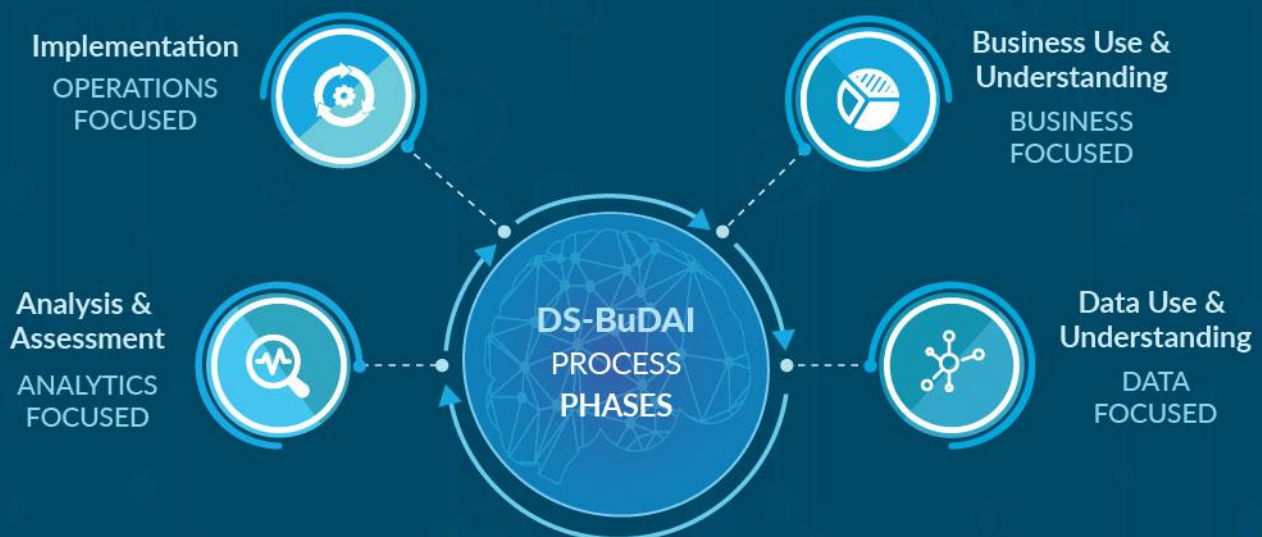 Implementation
OPERATIONS
FOCUSED
Business Use &
Understanding
BUSINESS
FOCUSED
Analysis &
Assessment
ANALYTICS
FOCUSED
DS-BuDAI
PROCESS
PHASES
Data Use &
Understanding
DATA
FOCUSED